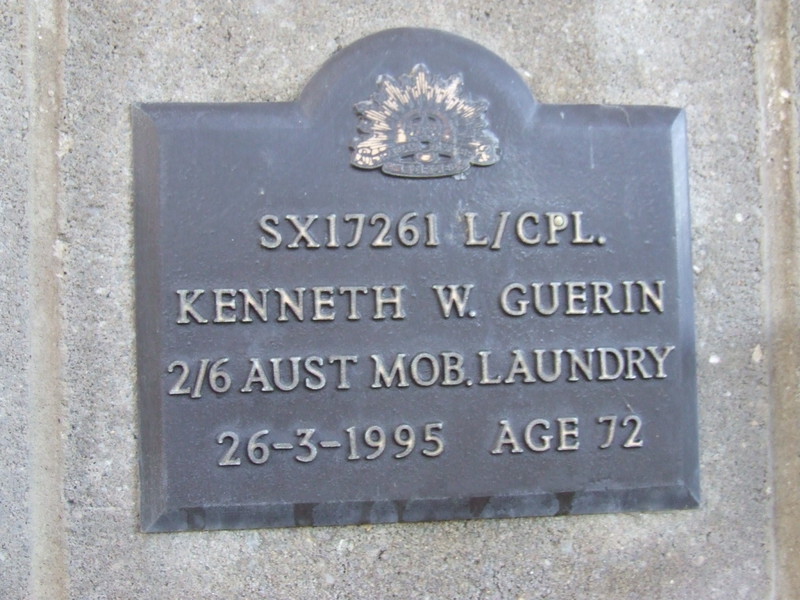 SX17261 L/CPL.
KENNETH W. GUERIN
2/6 AUST MOB. LAUNDRY
26-3-1995 AGE 72